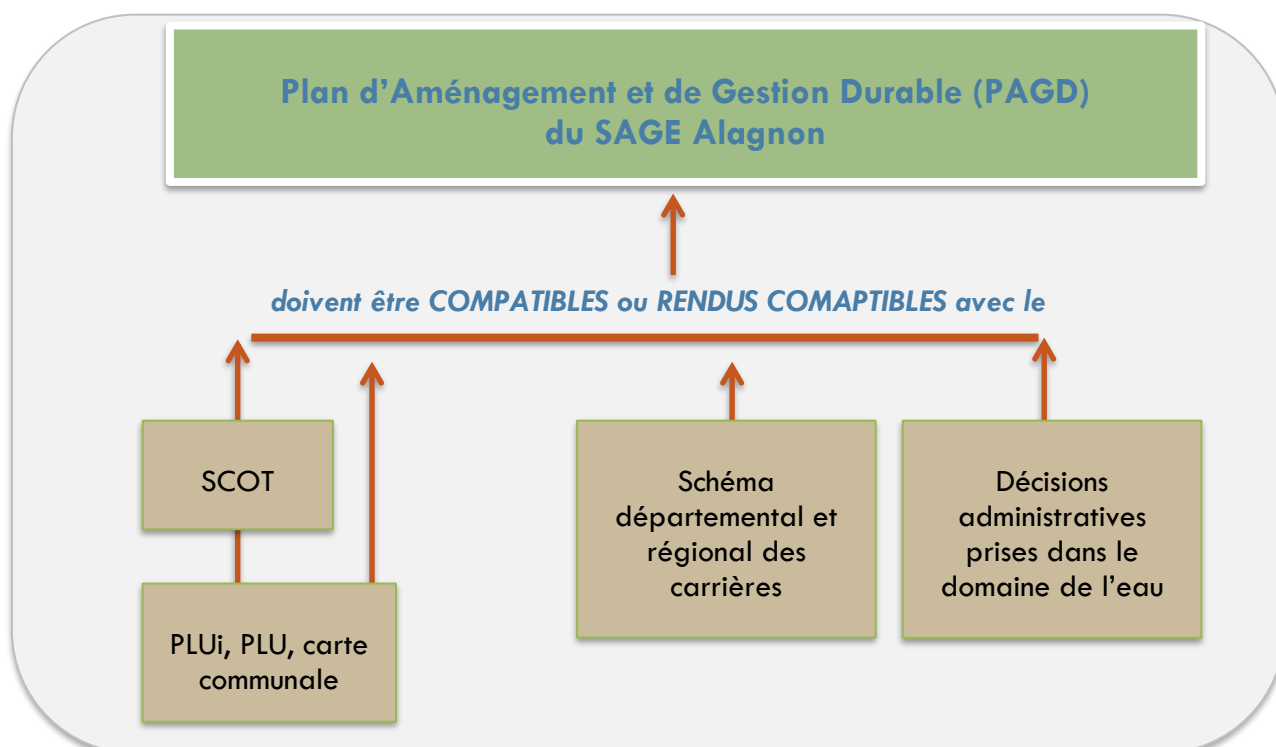 Plan d’Aménagement et de Gestion Durable (PAGD)
du SAGE Alagnon
doivent être COMPATIBLES ou RENDUS COMAPTIBLES avec le
SCOT
PLUi, PLU, carte
communale
Schéma
départemental et
régional des
carrières
Décisions
administratives
prises dans le
domaine de l’eau